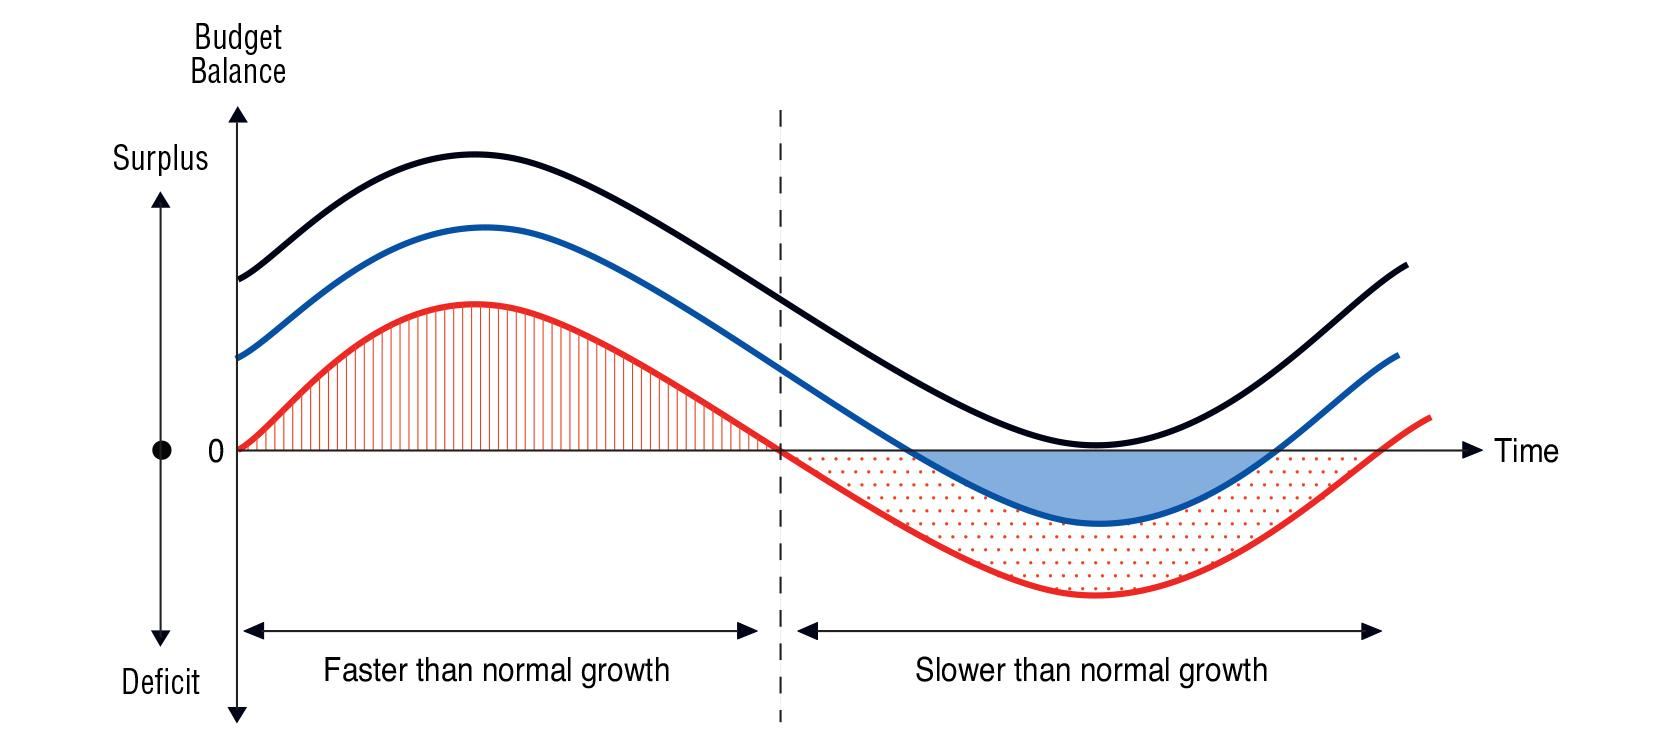 Budget
Balance
Surplus
0
Time
Deficit
Faster than normal growth
Slower than normal growth